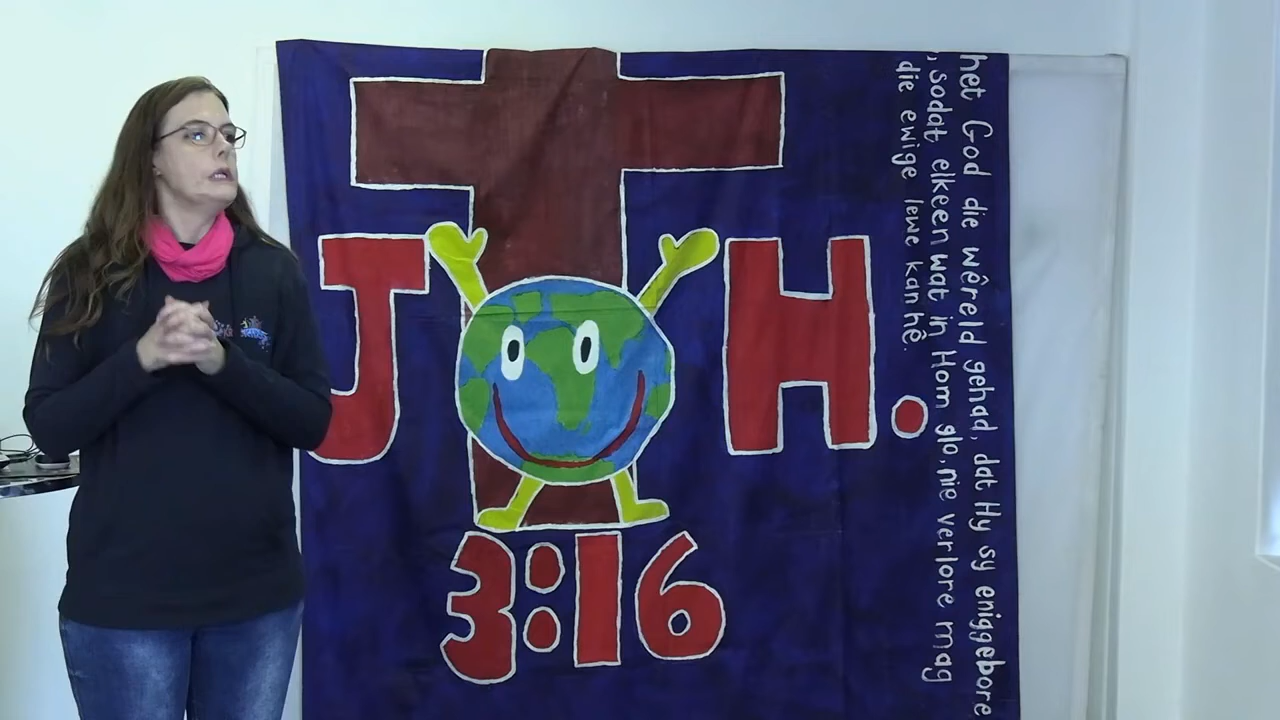 J H.
3:16
het God die wêreld gehad, dat Hy sy eniggebore
, sodat elkeen wat in Hom glo, nie verlore mag
die ewige lewe kan hê.